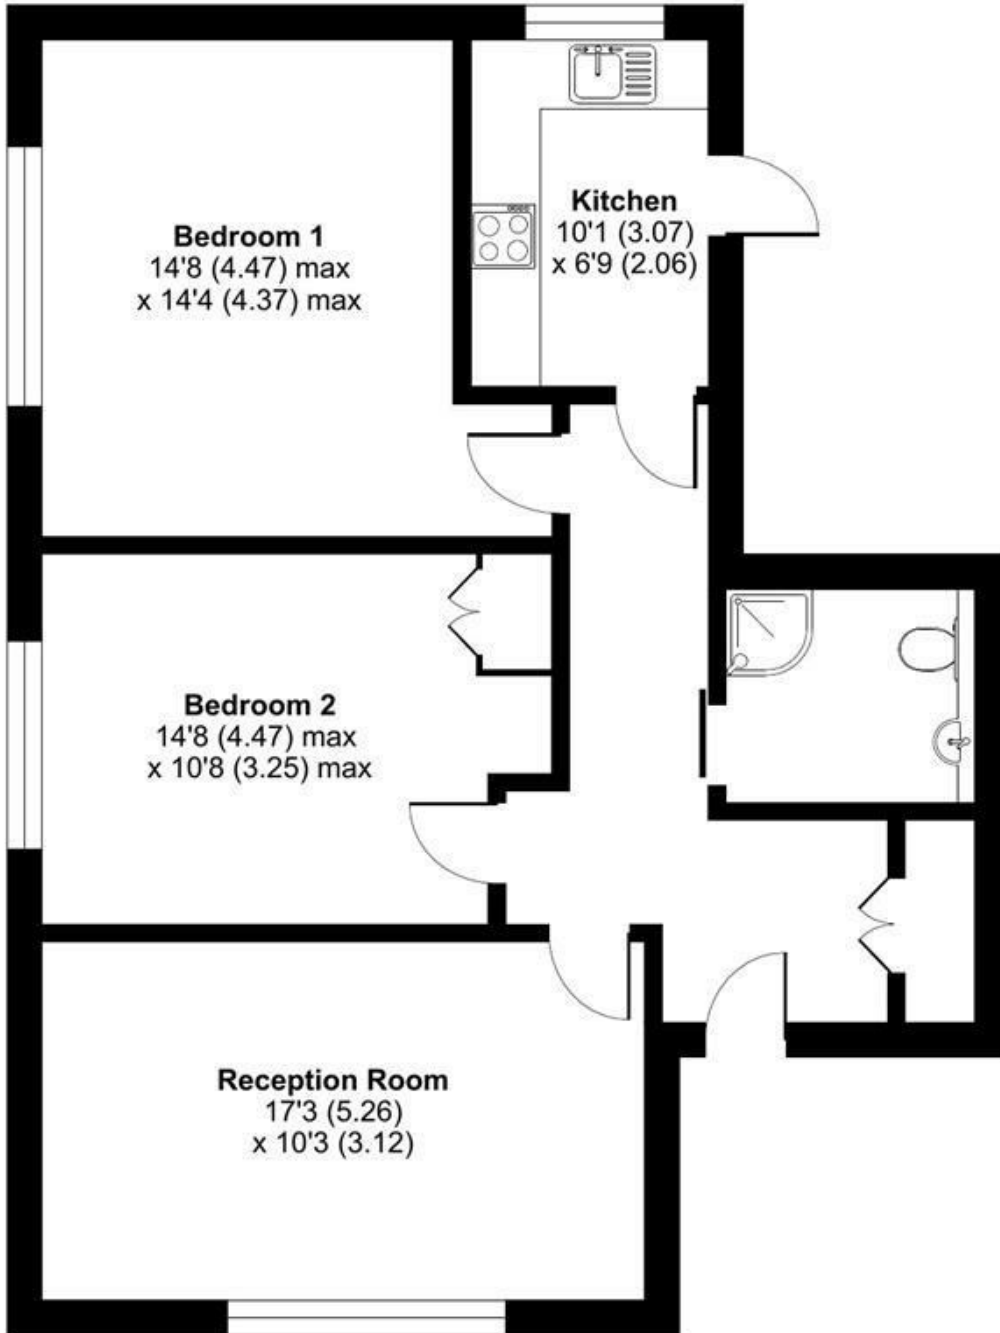 Kitchen
10'1 (3.07)
x 6'9 (2.06)
Bedroom 1
14'8 (4.47) max
x 14'4 (4.37) max
Bedroom 2
14'8 (4.47) max
x 10'8 (3.25) max
Reception Room
17'3 (5.26)
x 10'3 (3.12)